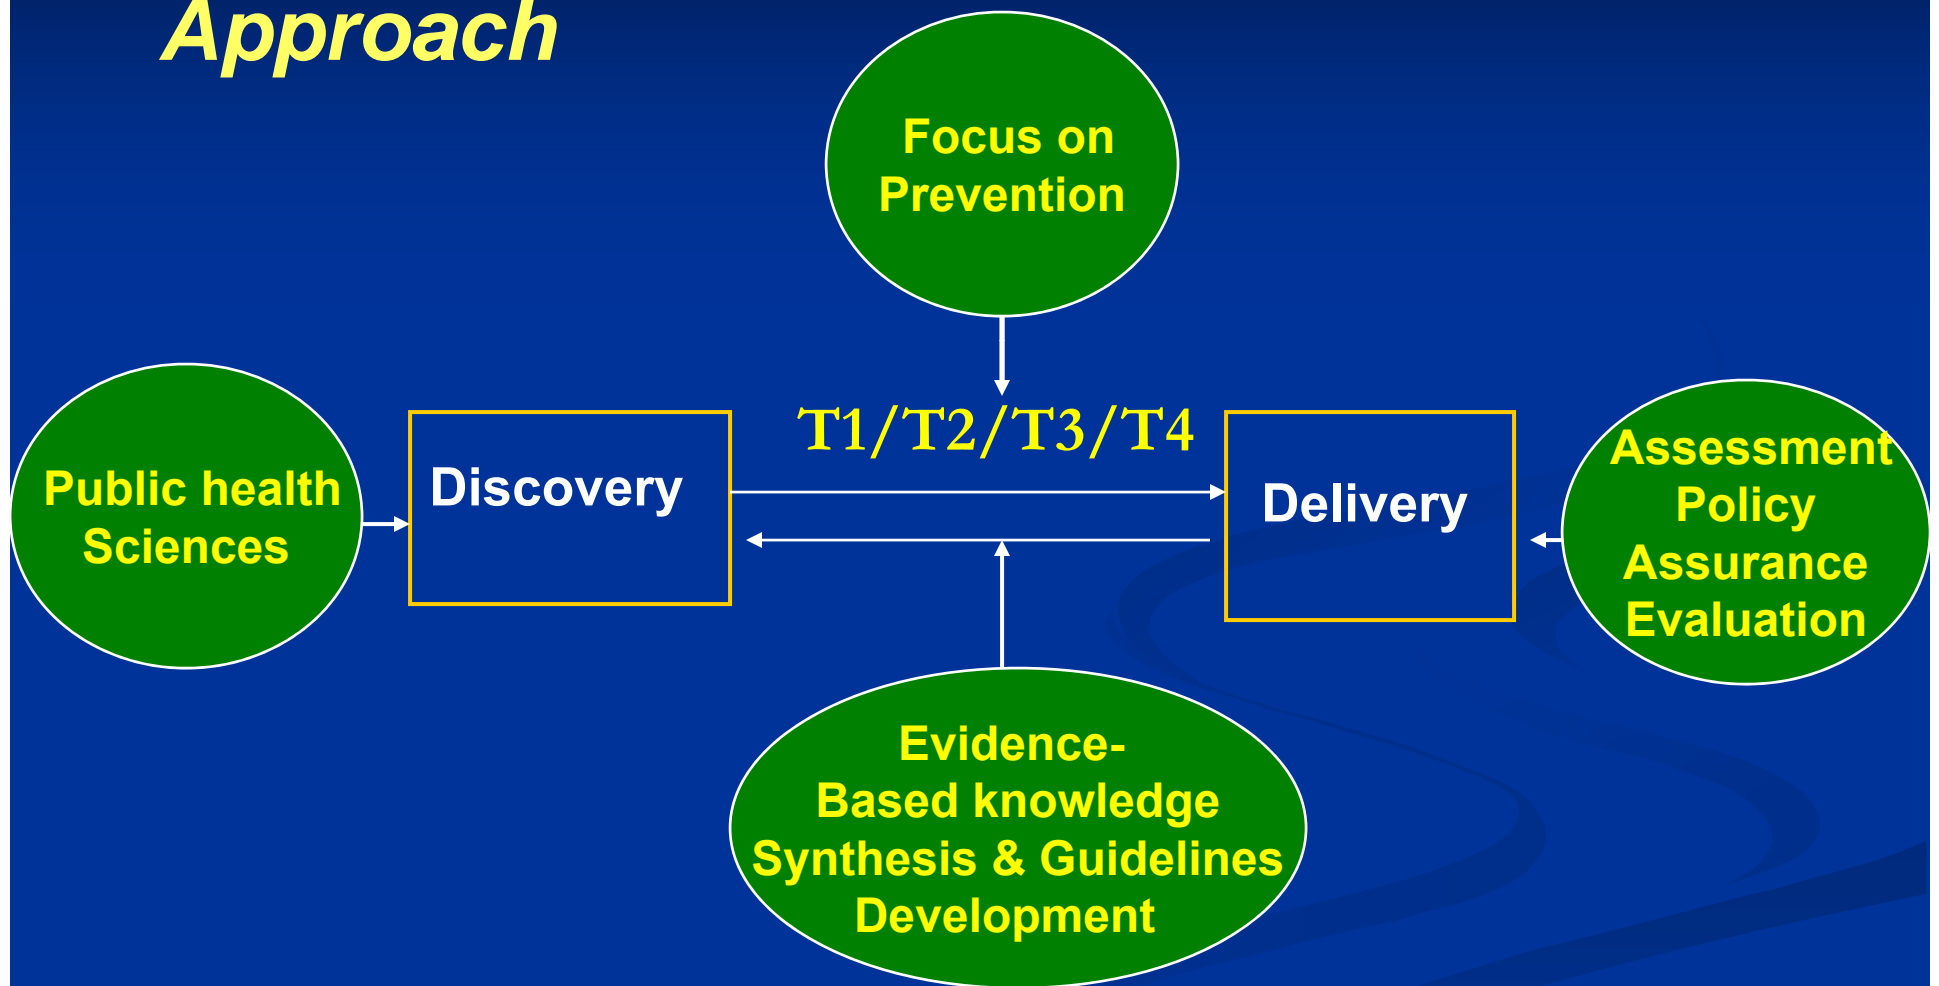 Approach
Focus on
Prevention
T1/T2/T3/T4
Public health
Sciences
Discovery
Delivery
Assessment
Policy
Assurance
Evaluation
Evidence-
Based knowledge
Synthesis & Guidelines
Development